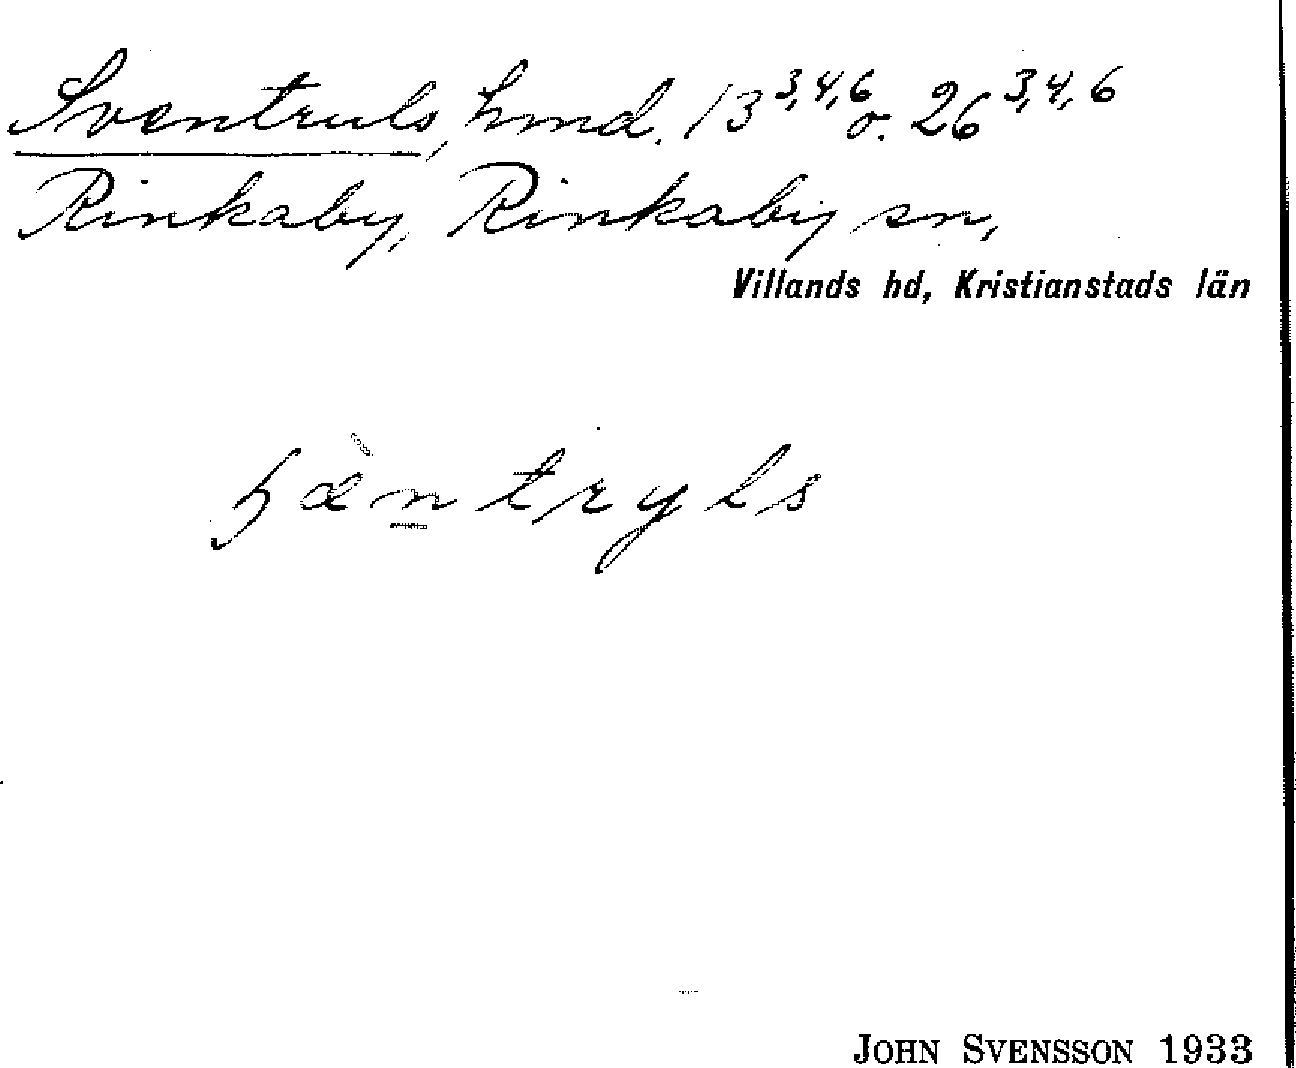 Sventruls, hmd. 13 3,4,6 o. 26 3,4,6
Rinkaby, Rinkaby sn,
Villands hd, Kristianstads län
JOHN SVENSSON 1933